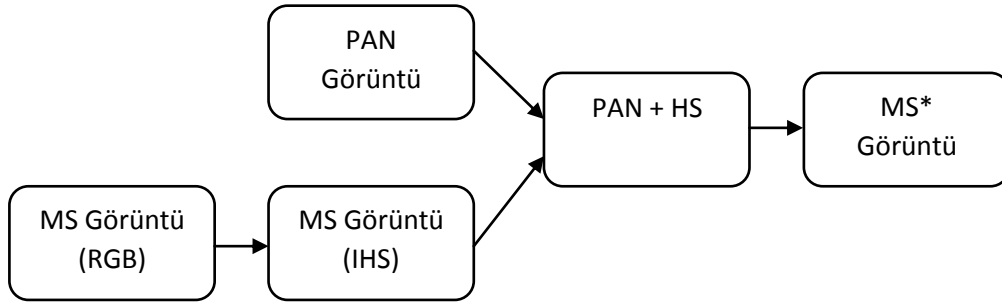 PAN
Görüntü
PAN + HS
MS*
Görüntü
MS Görüntü
(RGB)
MS Görüntü
(IHS)